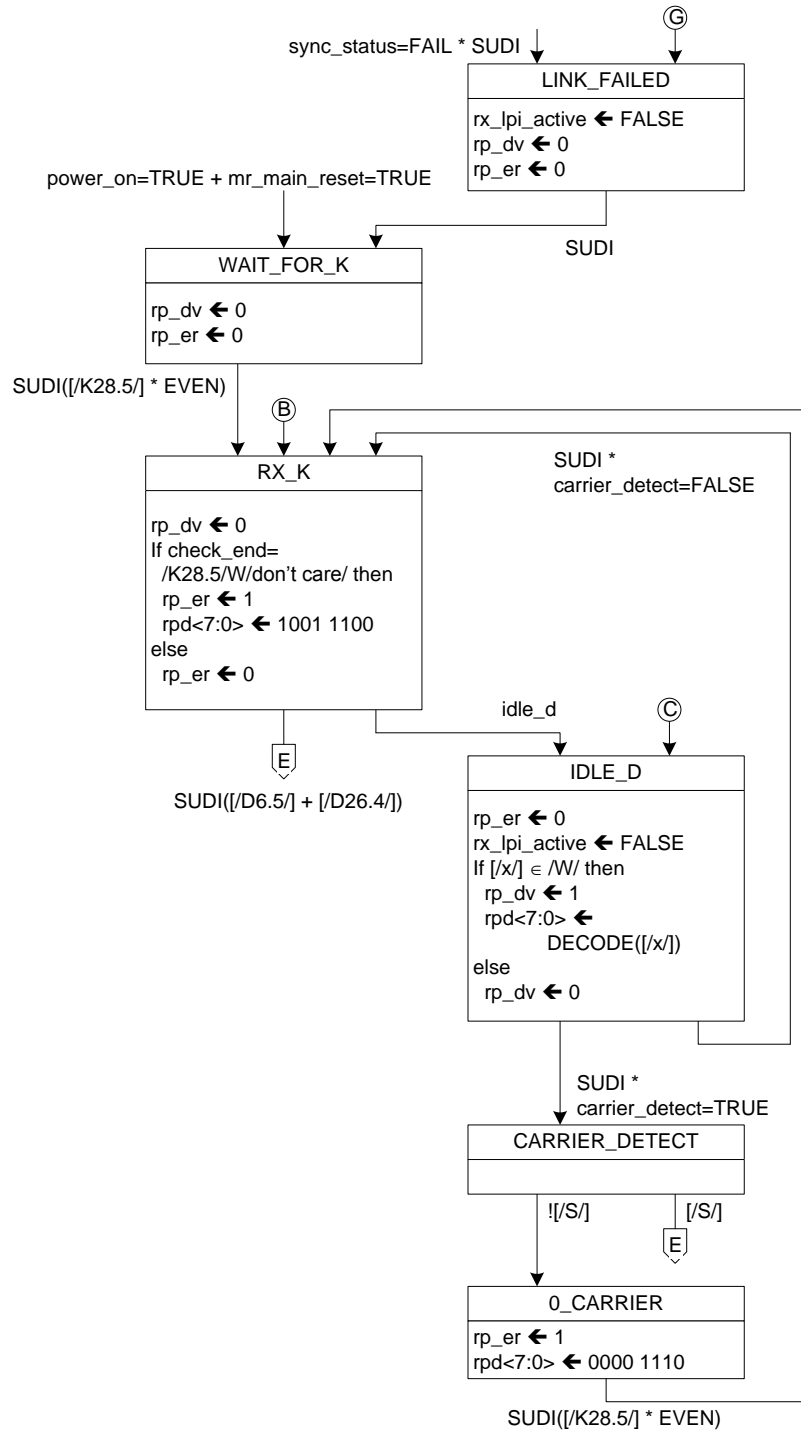 sync_status=FAIL * SUDI
G
LINK_FAILED
rx_lpi_active 🡸 FALSE
rp_dv 🡸 0
rp_er 🡸 0
power_on=TRUE + mr_main_reset=TRUE
SUDI
WAIT_FOR_K
rp_dv 🡸 0
rp_er 🡸 0
SUDI([/K28.5/] * EVEN)
B
SUDI *
carrier_detect=FALSE
RX_K
rp_dv 🡸 0
If check_end=
/K28.5/W/don't care/ then
rp_er 🡸 1
rpd<7:0> 🡸 1001 1100
else
rp_er 🡸 0
idle_d
C
E
SUDI([/D6.5/] + [/D26.4/])
IDLE_D
rp_er 🡸 0
rx_lpi_active 🡸 FALSE
If [/x/] ∈ /W/ then
rp_dv 🡸 1
rpd<7:0> 🡸
DECODE([/x/])
else
rp_dv 🡸 0
SUDI *
carrier_detect=TRUE
CARRIER_DETECT
![/S/]
[/S/]
E
0_CARRIER
rp_er 🡸 1
rpd<7:0> 🡸 0000 1110
SUDI([/K28.5/] * EVEN)